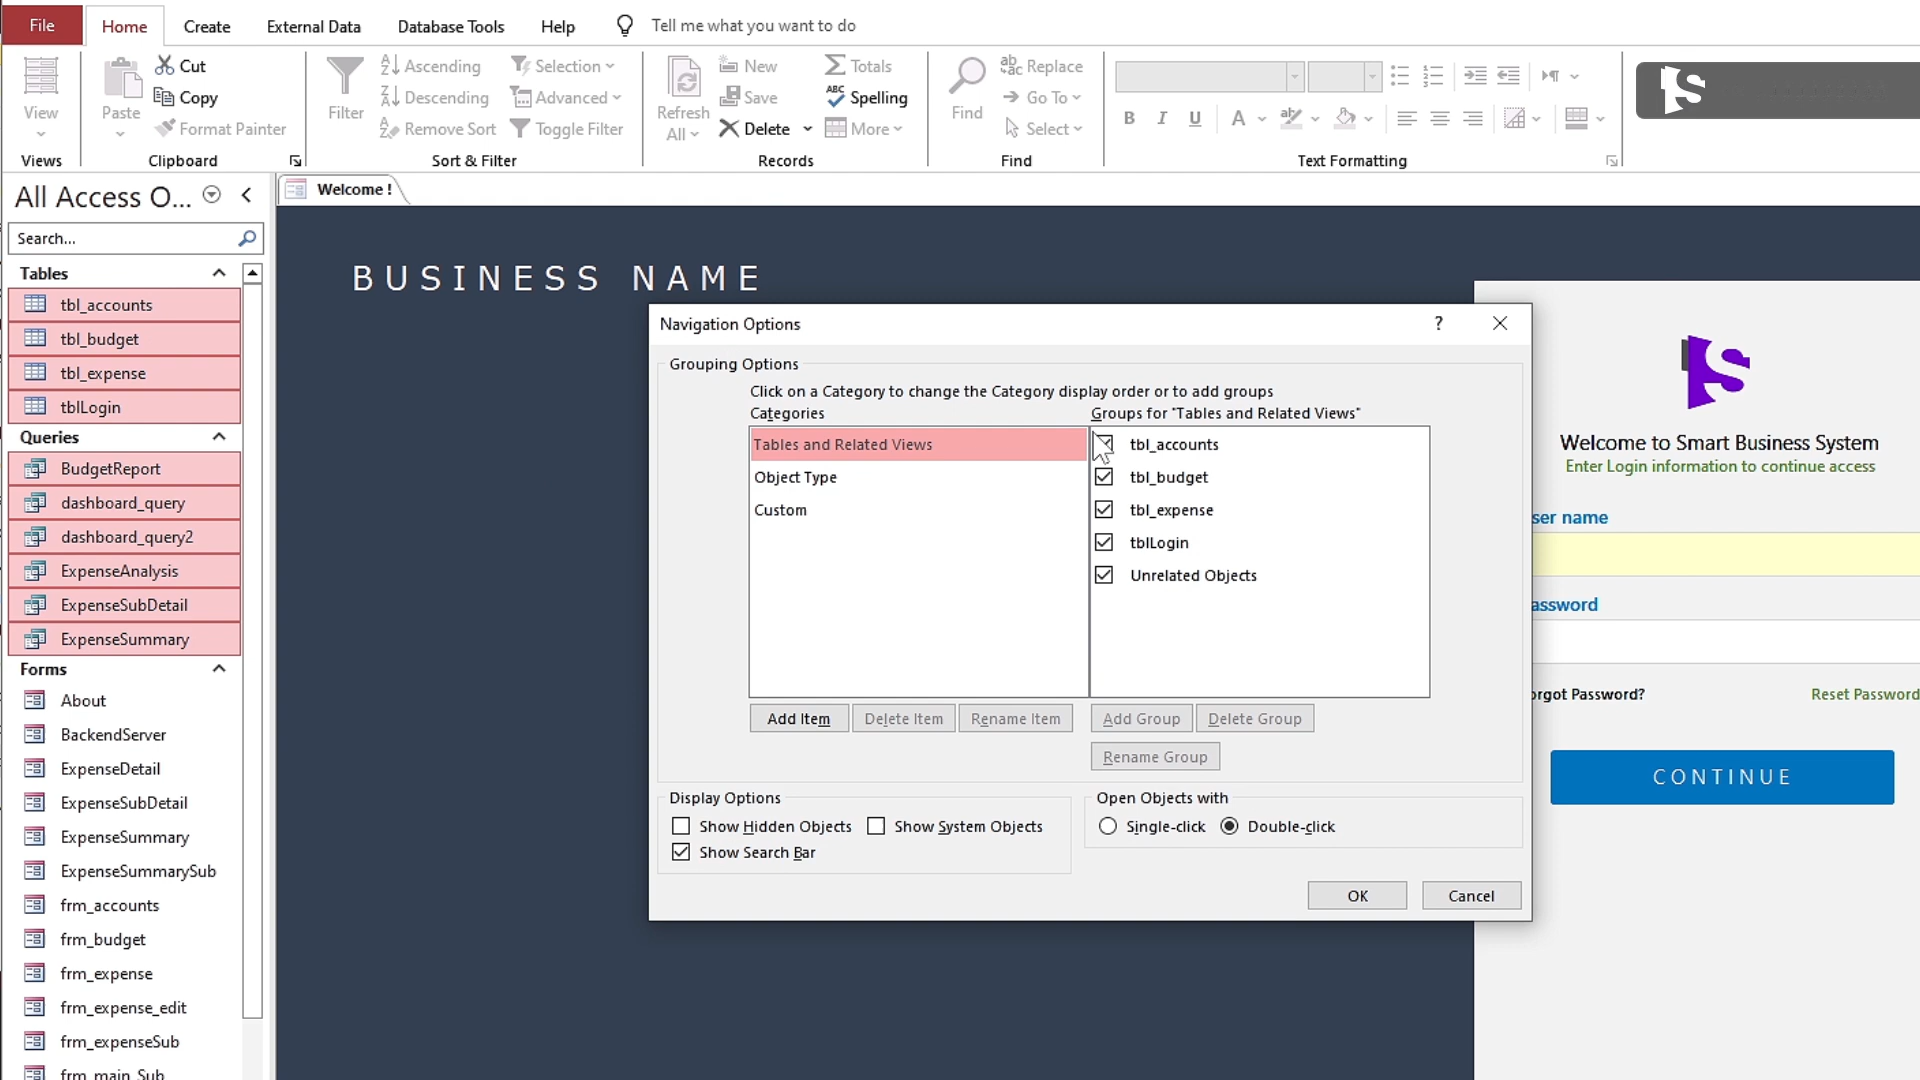 File Home Create External Data Database Tools Help Tell me what you want to do
View
Views
Paste
Cut
Copy
Format Painter
Clipboard
Filter
Ascending
Descending
Remove Sort
Selection
Advanced
Toggle Filter
Sort & Filter
Refresh
All
New
Save
Delete
Totals
Spelling
More
Records
Find
Replace
Go To
Select
Find
B I U A
Text Formatting
All Access O...
Search...
Tables
tbl_accounts
tbl_budget
tbl_expense
tblLogin
Queries
BudgetReport
dashboard_query
dashboard_query2
ExpenseAnalysis
ExpenseSubDetail
ExpenseSummary
Forms
About
BackendServer
ExpenseDetail
ExpenseSubDetail
ExpenseSummary
ExpenseSummarySub
frm_accounts
frm_budget
frm_expense
frm_expense_edit
frm_expenseSub
frm_main_Sub
Welcome !
BUSINESS NAME
Navigation Options ?
Grouping Options
Click on a Category to change the Category display order or to add groups
Categories
Tables and Related Views
Object Type
Custom
Groups for "Tables and Related Views"
tbl_accounts
tbl_budget
tbl_expense
tblLogin
Unrelated Objects
Add Item Delete Item Rename Item Add Group Delete Group
Rename Group
Display Options
Show Hidden Objects Show System Objects
Show Search Bar
Open Objects with
Single-click Double-click
OK Cancel
Welcome to Smart Business System
Enter Login information to continue access
ser name
assword
orgot Password? Reset Password
CONTINUE